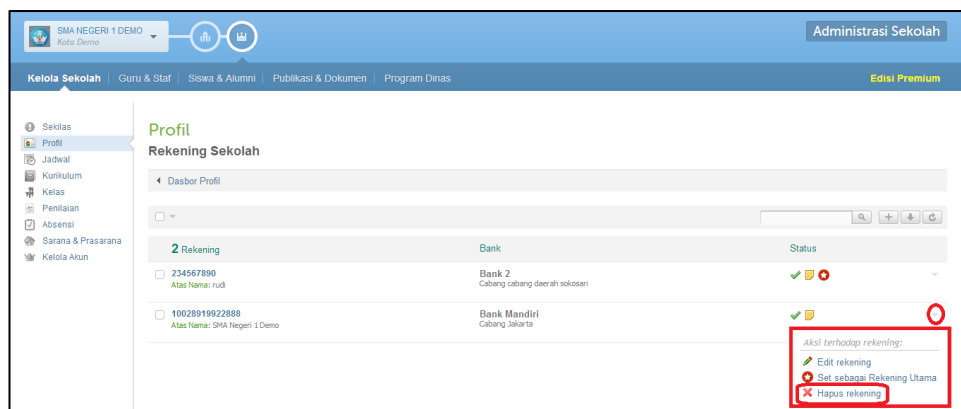 SMA NEGERI 1 DEMO
Kota Demo
Administrasi Sekolah
Kelola Sekolah
Guru & Staf
Siswa & Alumni
Publikasi & Dokumen
Program Dinas
Edisi Premium
Sekilas
Profil
Jadwal
Kurikulum
Kelas
Penilaian
Absensi
Sarana & Prasarana
Kelola Akun
Profil
Rekening Sekolah
Dasbor Profil
2 Rekening
Bank
Status
234567890
Atas Nama: rudi
Bank 2
Cabang cabang daerah sokosari
10028919922888
Atas Nama: SMA Negeri 1 Demo
Bank Mandiri
Cabang Jakarta
Aksi terhadap rekening:
Edit rekening
Set sebagai Rekening Utama
Hapus rekening